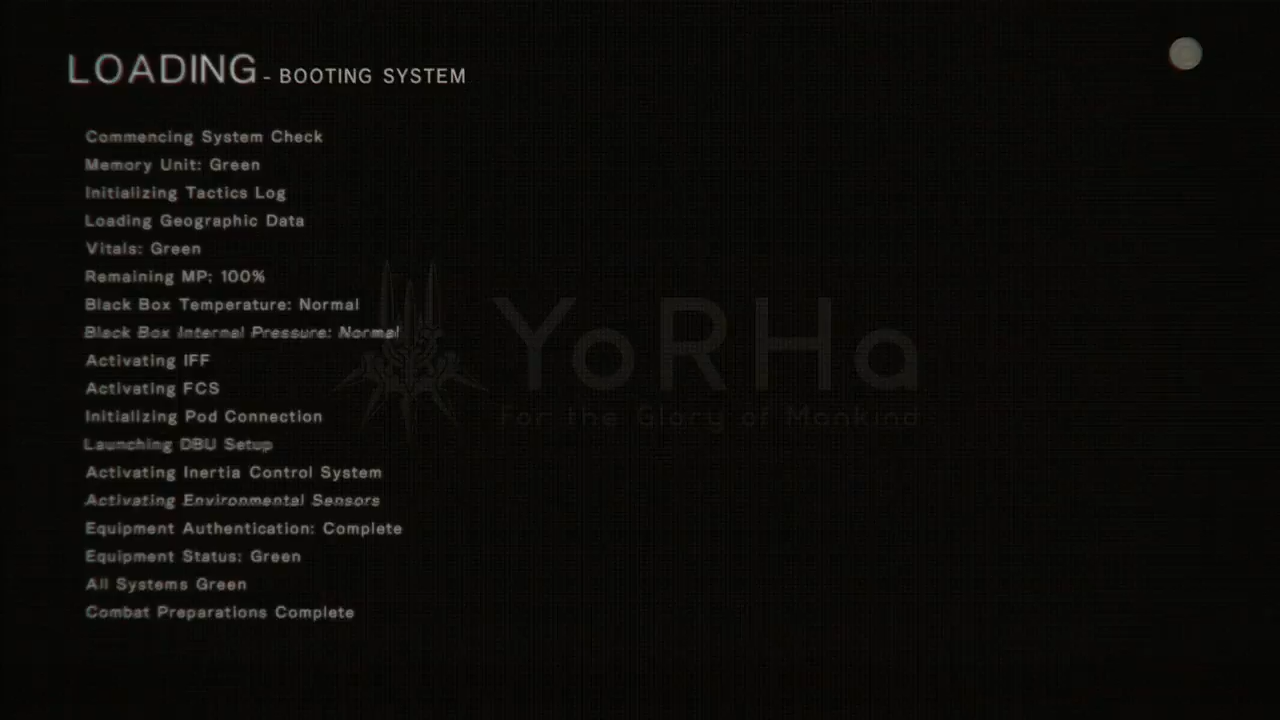 LOADING - BOOTING SYSTEM
Commencing System Check
Memory Unit: Green
Initializing Tactics Log
Loading Geographic Data
Vitals: Green
Remaining MP: 100%
Black Box Temperature: Normal
Black Box Internal Pressure: Normal
Activating IFF
Activating FCS
Initializing Pod Connection
Launching DBU Setup
Activating Inertia Control System
Activating Environmental Sensors
Equipment Authentication: Complete
Equipment Status: Green
All Systems Green
Combat Preparations Complete
YoRHa
For the Glory of Mankind